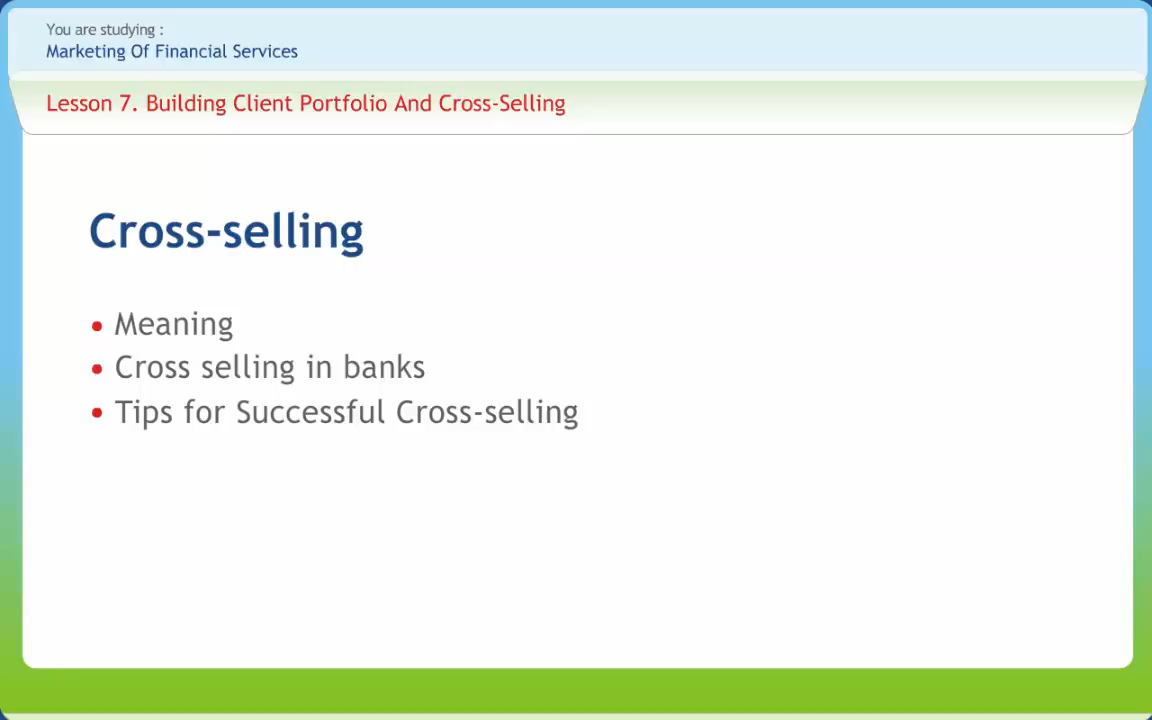 You are studying :
Marketing Of Financial Services
Lesson 7. Building Client Portfolio And Cross-Selling
Cross-selling
• Meaning
• Cross selling in banks
• Tips for Successful Cross-selling